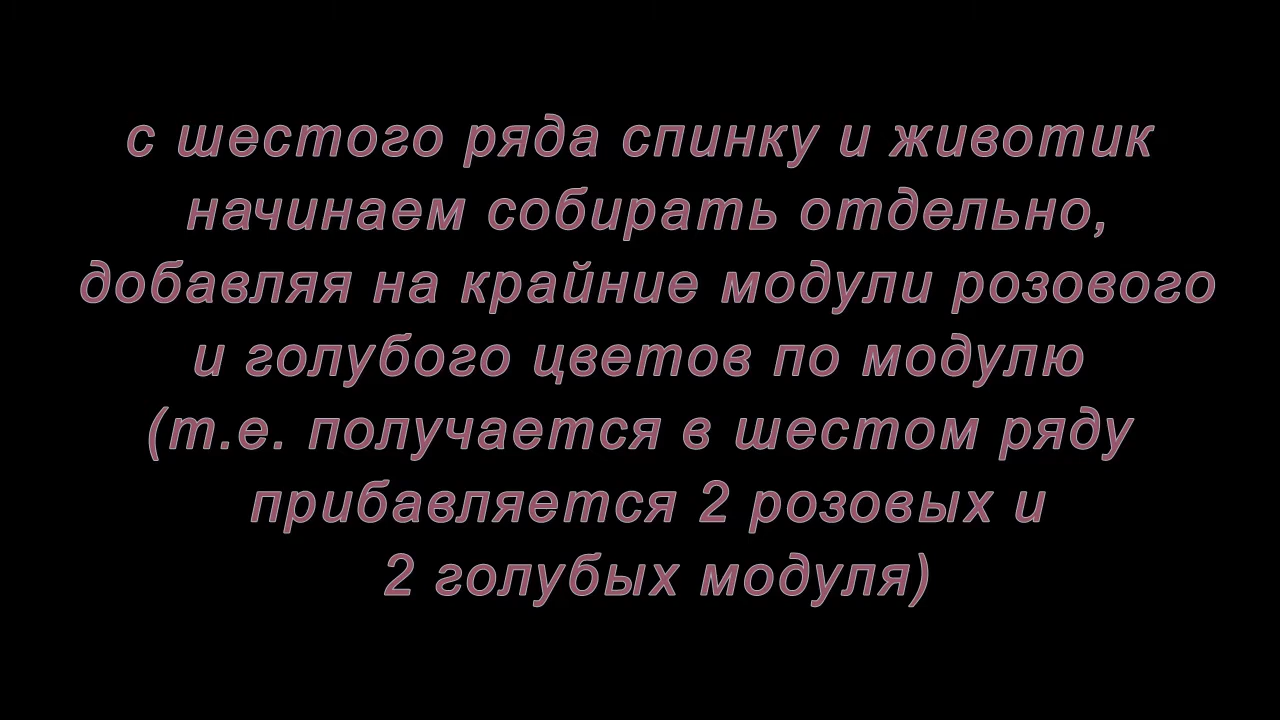 с шестого ряда спинку и животик
начинаем собирать отдельно,
добавляя на крайние модули розового
и голубого цветов по модулю
(т.е. получается в шестом ряду
прибавляется 2 розовых и
2 голубых модуля)